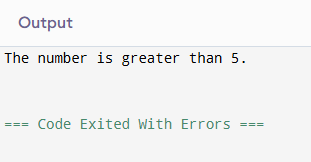 Output
The number is greater than 5.
=== Code Exited With Errors ===